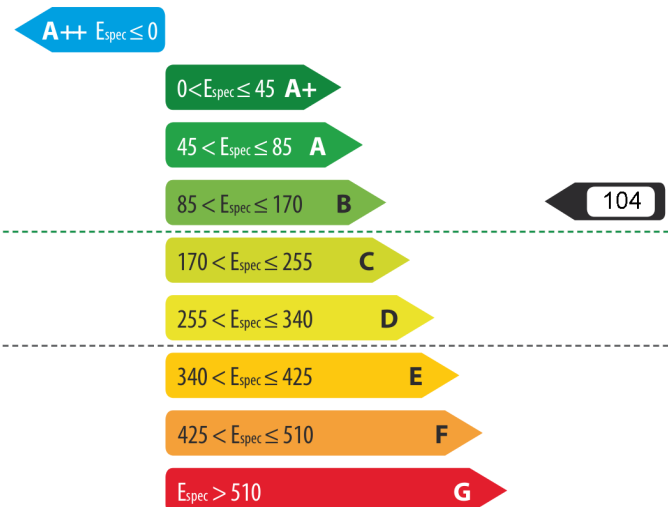 A++ Espec ≤ 0
0<Espec ≤ 45 A+
45 < Espec ≤ 85 A
85 < Espec ≤ 170 B
104
170 < Espec ≤ 255 C
255 < Espec ≤ 340 D
340 < Espec ≤ 425 E
425 < Espec ≤ 510 F
Espec > 510 G